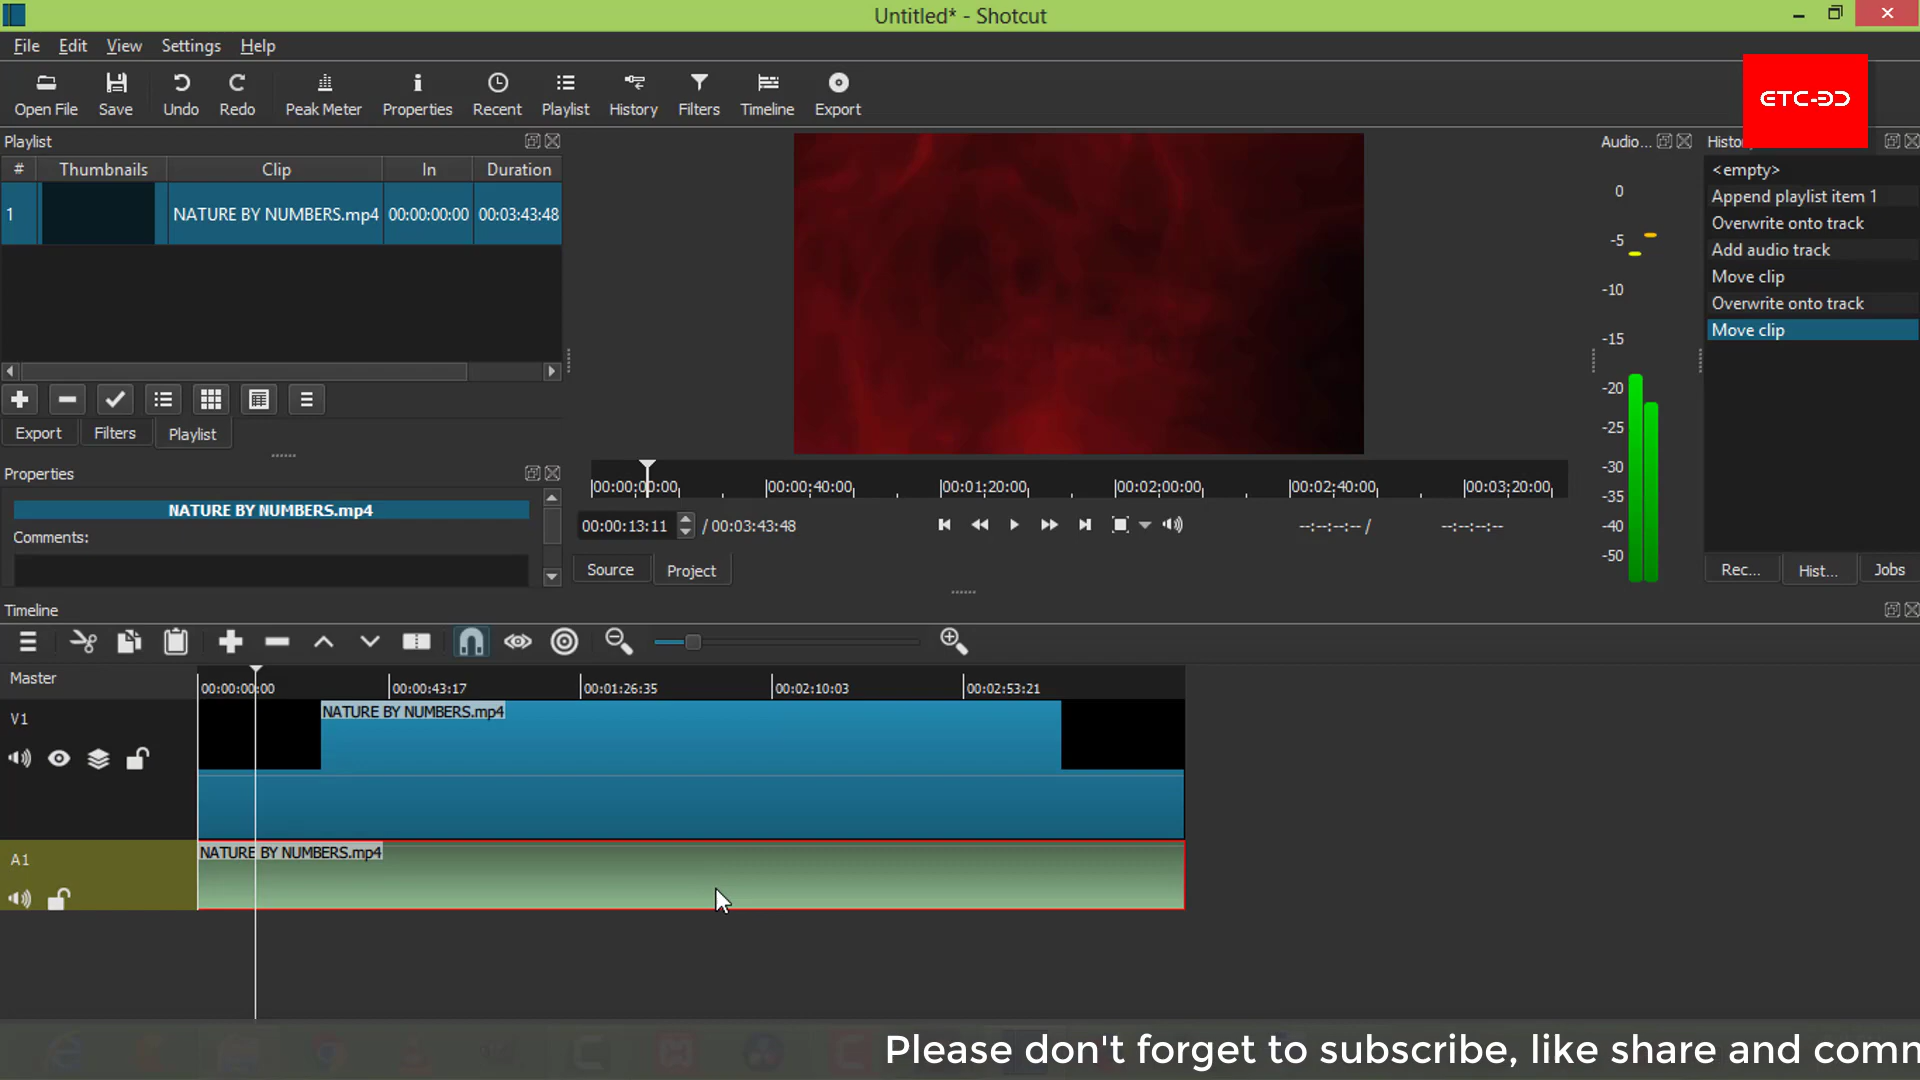 Untitled* - Shotcut
File Edit View Settings Help
Open File Save Undo Redo Peak Meter Properties Recent Playlist History Filters Timeline Export
ETC-3D
Playlist
# Thumbnails Clip In Duration
1 NATURE BY NUMBERS.mp4 00:00:00:00 00:03:43:48
Export Filters Playlist
Properties
NATURE BY NUMBERS.mp4
Comments:
00:00:00:00 00:00:40:00 00:01:20:00 00:02:00:00 00:02:40:00 00:03:20:00
00:00:13:11 / 00:03:43:48 --:--:--:-- / --:--:--:--
Source Project
Audio...
0
-5
-10
-15
-20
-25
-30
-35
-40
-50
<empty>
Append playlist item 1
Overwrite onto track
Add audio track
Move clip
Overwrite onto track
Move clip
Rec... Hist... Jobs
Timeline
Master
00:00:00:00 00:00:43:17 00:01:26:35 00:02:10:03 00:02:53:21
V1
NATURE BY NUMBERS.mp4
A1
NATURE BY NUMBERS.mp4
Please don't forget to subscribe, like share and comm